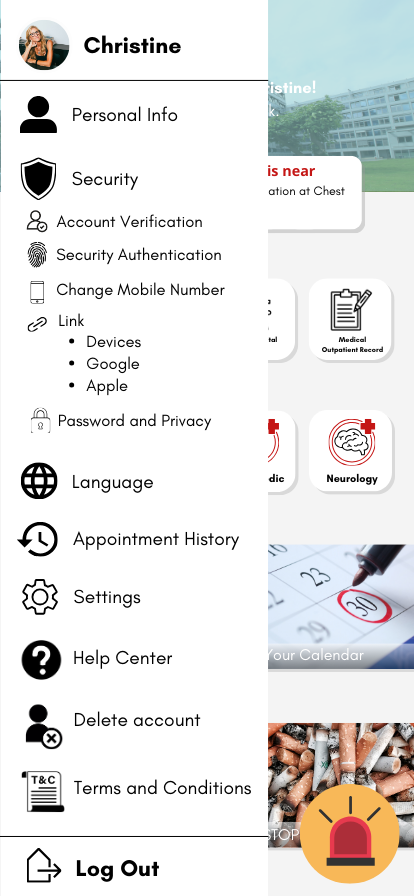 Christine
Personal Info
Security
Account Verification
Security Authentication
Change Mobile Number
Link
Devices
Google
Apple
Password and Privacy
Language
Appointment History
Settings
Help Center
Delete account
T&C
Terms and Conditions
Log Out
istine!
k.
is near
ation at Chest
tal
Medical
Outpatient Record
dic
Neurology
23
30
29
Your Calendar
STOP